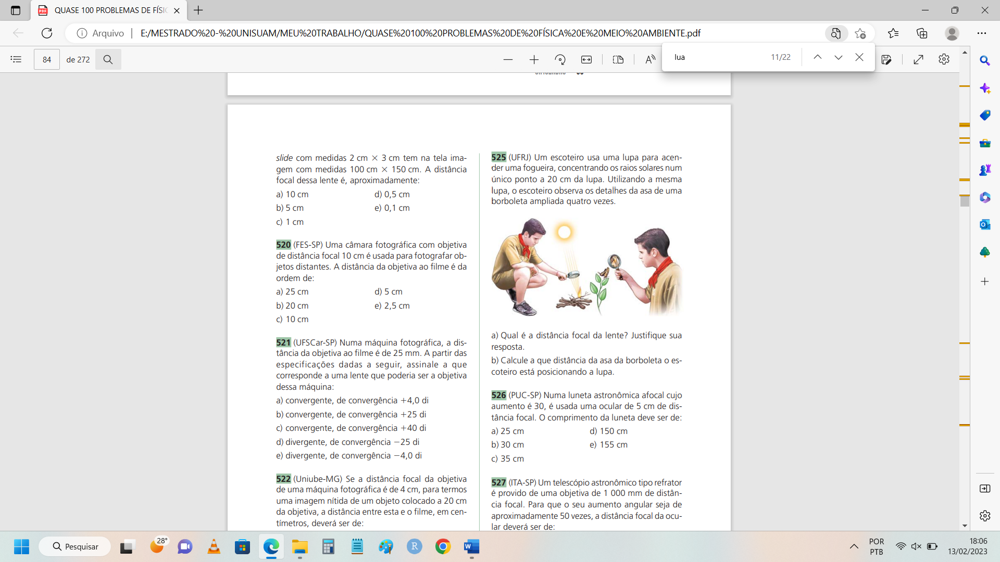 QUASE 100 PROBLEMAS DE FÍSIC
Arquivo
E:/MESTRADO%20-%20UNISUAM/MEU%20TRABALHO/QUASE%20100%20PROBLEMAS%20DE%20FÍSICA%20E%20MEIO%20AMBIENTE.pdf
84 de 272
lua 11/22
slide com medidas 2 cm × 3 cm tem na tela ima-
gem com medidas 100 cm × 150 cm. A distância
focal dessa lente é, aproximadamente:
a) 10 cm d) 0,5 cm
b) 5 cm e) 0,1 cm
c) 1 cm
520 (FES-SP) Uma câmara fotográfica com objetiva
de distância focal 10 cm é usada para fotografar ob-
jetos distantes. A distância da objetiva ao filme é da
ordem de:
a) 25 cm d) 5 cm
b) 20 cm e) 2,5 cm
c) 10 cm
521 (UFSCar-SP) Numa máquina fotográfica, a dis-
tância da objetiva ao filme é de 25 mm. A partir das
especificações dadas a seguir, assinale a que
corresponde a uma lente que poderia ser a objetiva
dessa máquina:
a) convergente, de convergência +4,0 di
b) convergente, de convergência +25 di
c) convergente, de convergência +40 di
d) divergente, de convergência −25 di
e) divergente, de convergência −4,0 di
522 (Uniube-MG) Se a distância focal da objetiva
de uma máquina fotográfica é de 4 cm, para termos
uma imagem nítida de um objeto colocado a 20 cm
da objetiva, a distância entre esta e o filme, em cen-
tímetros, deverá ser de:
525 (UFRJ) Um escoteiro usa uma lupa para acen-
der uma fogueira, concentrando os raios solares num
único ponto a 20 cm da lupa. Utilizando a mesma
lupa, o escoteiro observa os detalhes da asa de uma
borboleta ampliada quatro vezes.
a) Qual é a distância focal da lente? Justifique sua
resposta.
b) Calcule a que distância da asa da borboleta o es-
coteiro está posicionando a lupa.
526 (PUC-SP) Numa luneta astronômica afocal cujo
aumento é 30, é usada uma ocular de 5 cm de dis-
tância focal. O comprimento da luneta deve ser de:
a) 25 cm d) 150 cm
b) 30 cm e) 155 cm
c) 35 cm
527 (ITA-SP) Um telescópio astronômico tipo refrator
é provido de uma objetiva de 1 000 mm de distân-
cia focal. Para que o seu aumento angular seja de
aproximadamente 50 vezes, a distância focal da ocu-
lar deverá ser de:
Pesquisar
28°
POR
PTB
18:06
13/02/2023